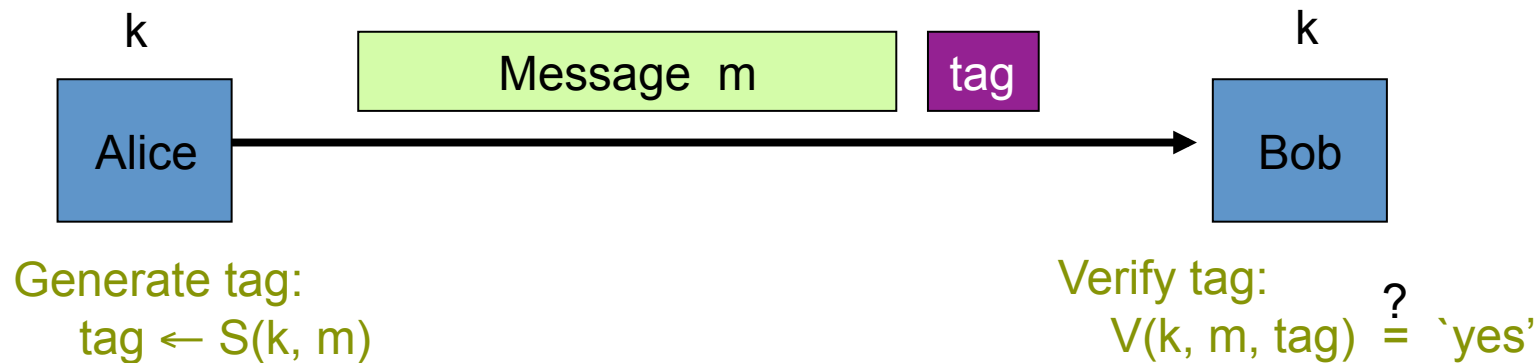 k
k
Message m
tag
Alice
Bob
Generate tag:
tag ← S(k, m)
Verify tag:
V(k, m, tag) ≟ `yes’